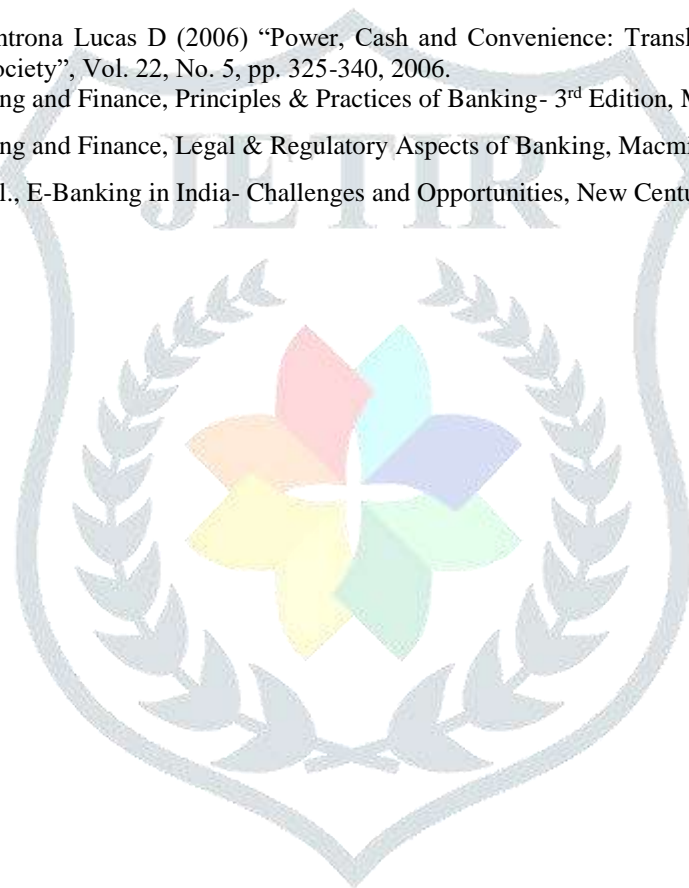 ntrona Lucas D (2006) “Power, Cash and Convenience: Transl
ociety”, Vol. 22, No. 5, pp. 325-340, 2006.
ng and Finance, Principles & Practices of Banking- 3rd Edition, M
ng and Finance, Legal & Regulatory Aspects of Banking, Macmi
l., E-Banking in India- Challenges and Opportunities, New Centu
JETIR